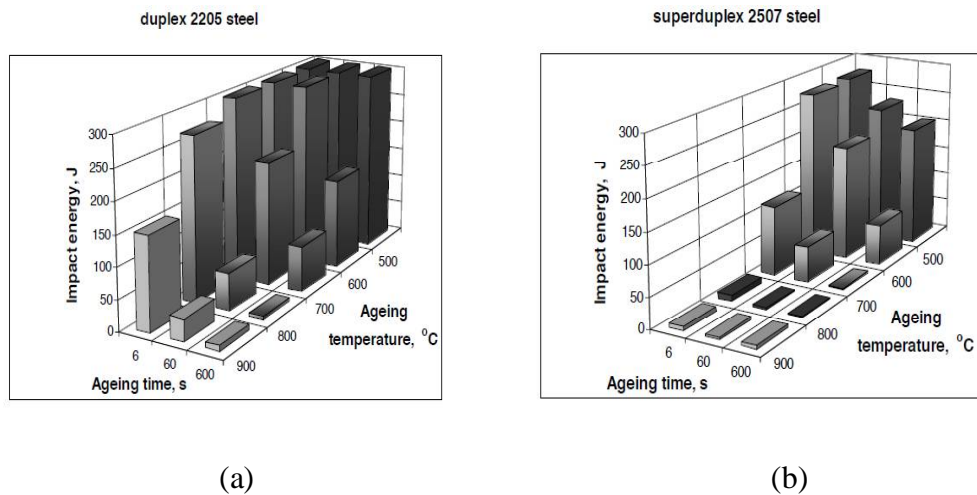 duplex 2205 steel
superduplex 2507 steel
Impact energy, J
300
250
200
150
100
50
0
6
60
600
Ageing time, s
900
800
700
600
500
Ageing
temperature, °C
Impact energy, J
300
250
200
150
100
50
0
6
60
600
Ageing time, s
900
800
700
600
500
Ageing
temperature, °C
(a)
(b)